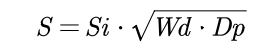 S = Si · √(Wd · Dp)